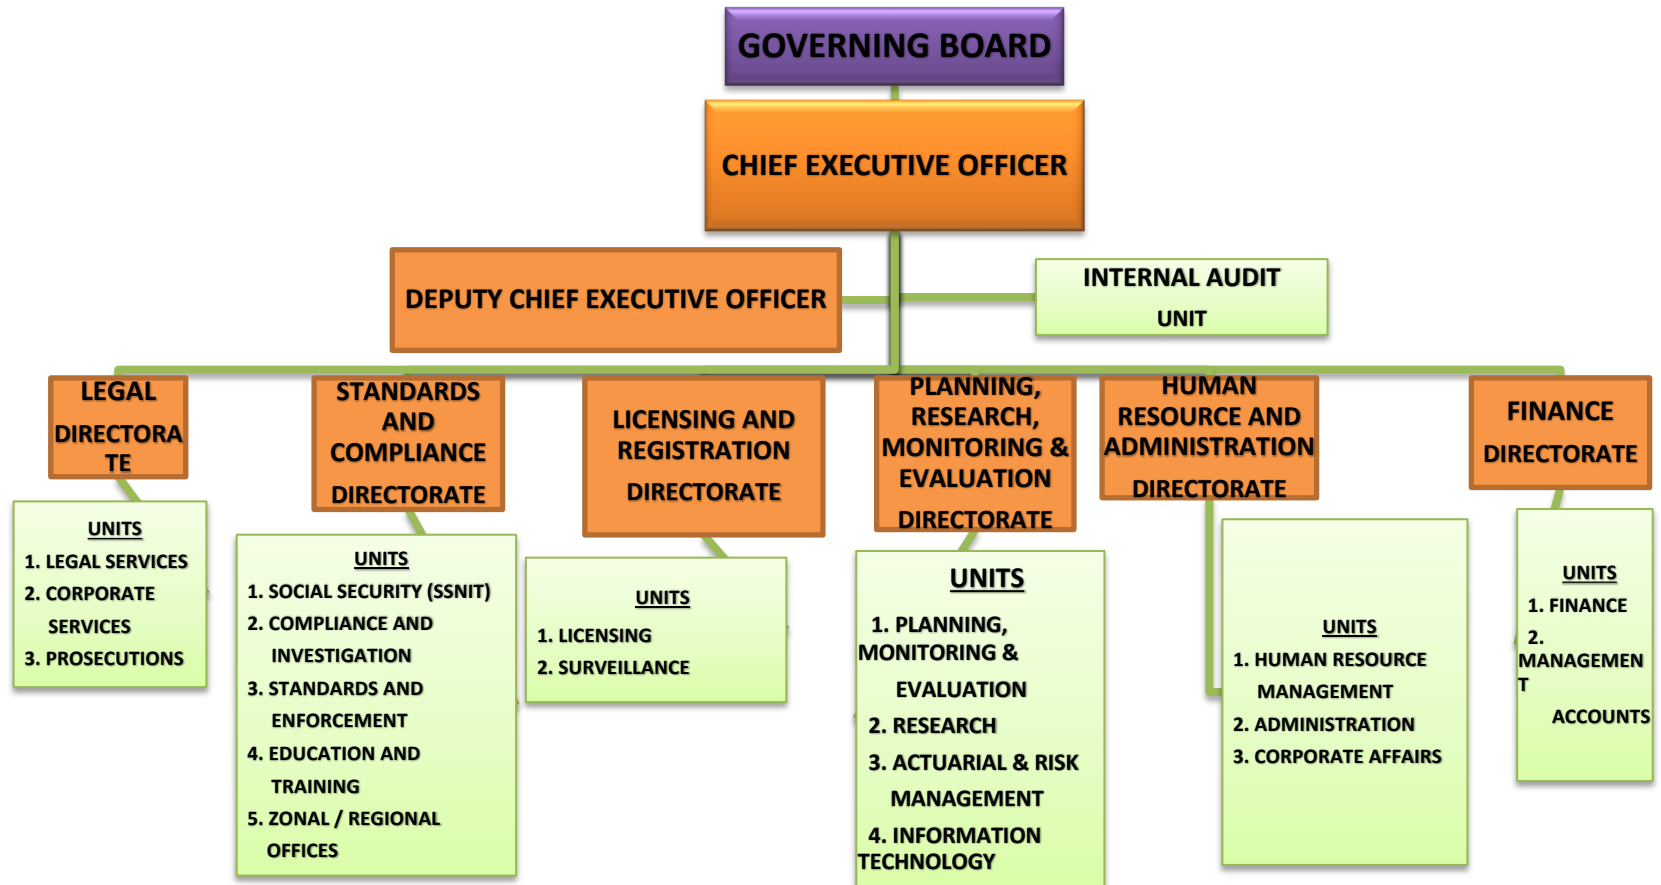 GOVERNING BOARD
CHIEF EXECUTIVE OFFICER
DEPUTY CHIEF EXECUTIVE OFFICER
INTERNAL AUDIT
UNIT
LEGAL
DIRECTORA
TE
STANDARDS
AND
COMPLIANCE
DIRECTORATE
LICENSING AND
REGISTRATION
DIRECTORATE
PLANNING,
RESEARCH,
MONITORING &
EVALUATION
DIRECTORATE
HUMAN
RESOURCE AND
ADMINISTRATION
DIRECTORATE
FINANCE
DIRECTORATE
UNITS
1. LEGAL SERVICES
2. CORPORATE
SERVICES
3. PROSECUTIONS
UNITS
1. SOCIAL SECURITY (SSNIT)
2. COMPLIANCE AND
INVESTIGATION
3. STANDARDS AND
ENFORCEMENT
4. EDUCATION AND
TRAINING
5. ZONAL / REGIONAL
OFFICES
UNITS
1. LICENSING
2. SURVEILLANCE
UNITS
1. PLANNING,
MONITORING &
EVALUATION
2. RESEARCH
3. ACTUARIAL & RISK
MANAGEMENT
4. INFORMATION
TECHNOLOGY
UNITS
1. HUMAN RESOURCE
MANAGEMENT
2. ADMINISTRATION
3. CORPORATE AFFAIRS
UNITS
1. FINANCE
2.
MANAGEMEN
T
ACCOUNTS